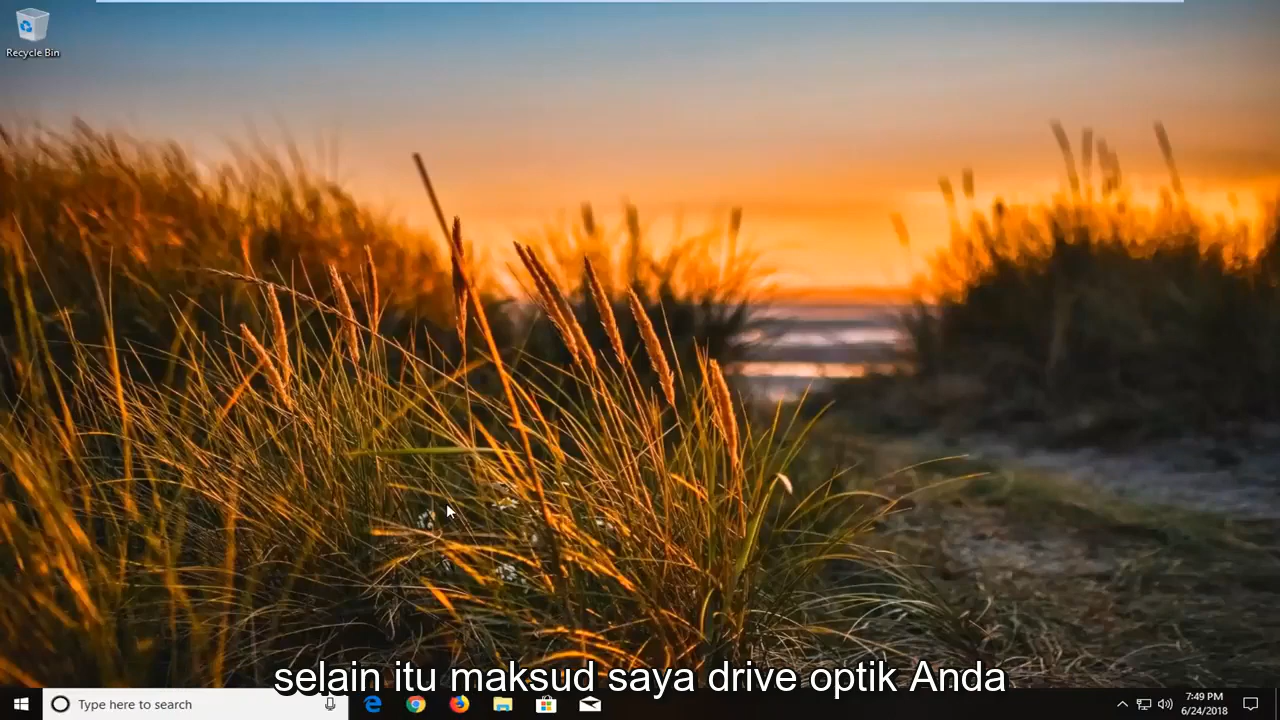 Recycle Bin
selain itu maksud saya drive optik Anda
Type here to search
7:49 PM
6/24/2018